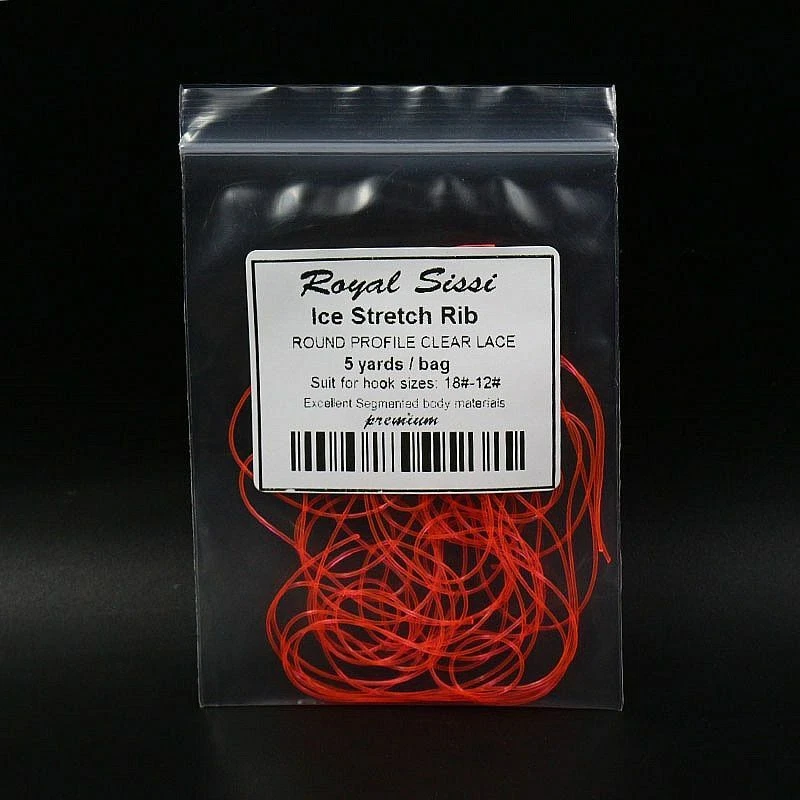 Royal Sissi
Ice Stretch Rib
ROUND PROFILE CLEAR LACE
5 yards / bag
Suit for hook sizes: 18#-12#
Excellent Segmented body materials
premium